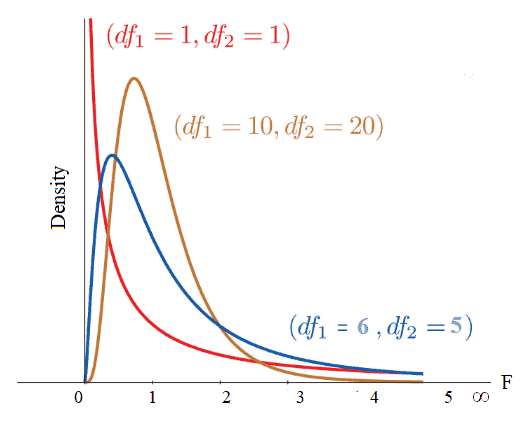 (df₁ = 1, df₂ = 1)
(df₁ = 10, df₂ = 20)
Density
(df₁ = 6 , df₂ = 5)
F
0 1 2 3 4 5 ∞